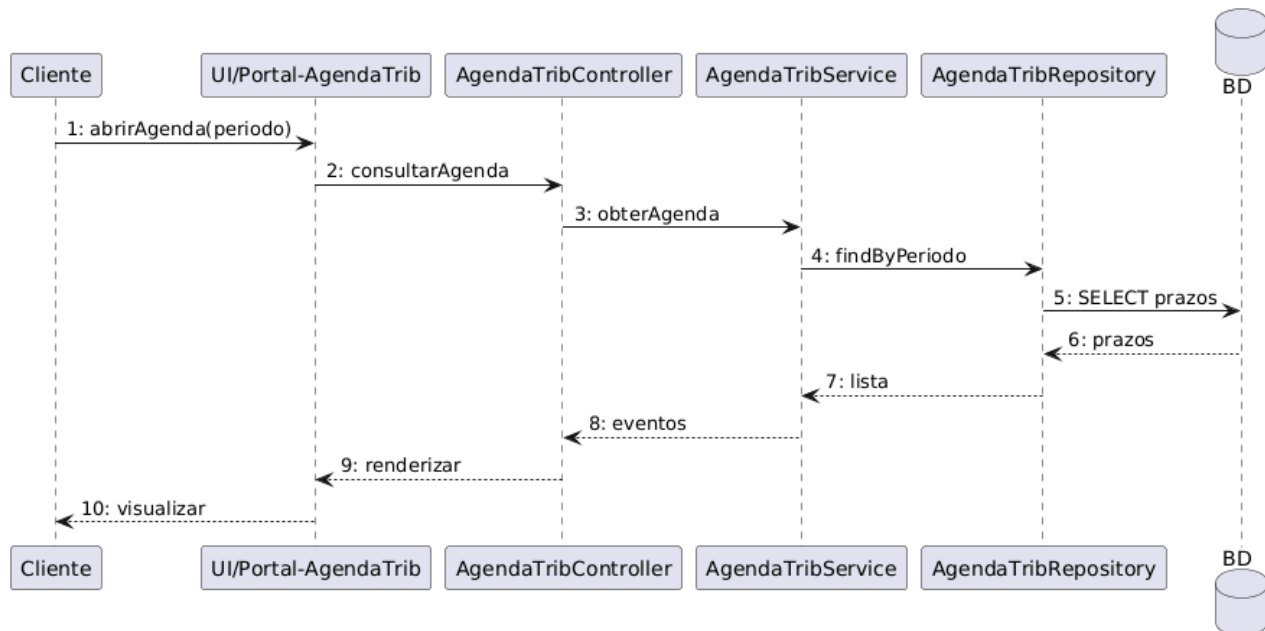 Cliente
UI/Portal-AgendaTrib
AgendaTribController
AgendaTribService
AgendaTribRepository
BD
1: abrirAgenda(periodo)
2: consultarAgenda
3: obterAgenda
4: findByPeriodo
5: SELECT prazos
6: prazos
7: lista
8: eventos
9: renderizar
10: visualizar
Cliente
UI/Portal-AgendaTrib
AgendaTribController
AgendaTribService
AgendaTribRepository
BD